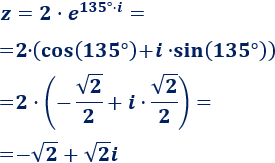 z = 2 · e^(135°·i) =
=2·(cos(135°)+i·sin(135°))
=2 · (-√2/2 + i · √2/2) =
=-√2 + √2i